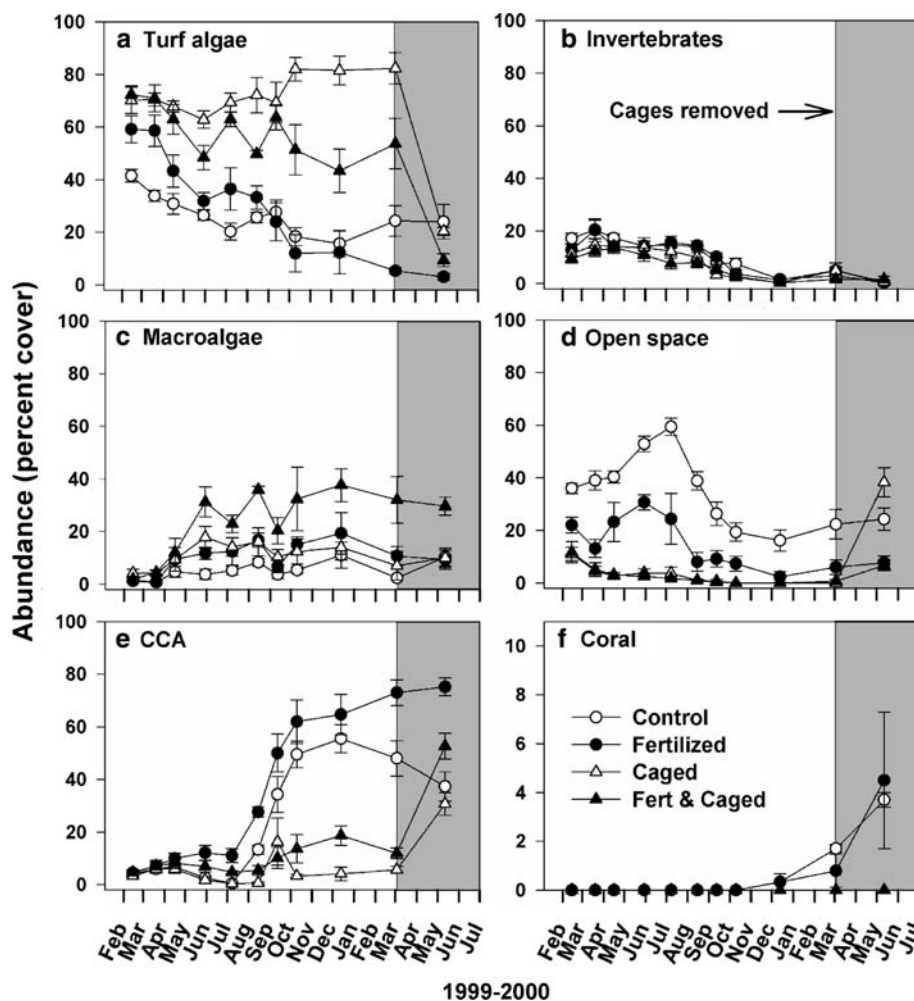 Abundance (percent cover)
a Turf algae
100
80
60
40
20
0
b Invertebrates
Cages removed
100
80
60
40
20
0
c Macroalgae
100
80
60
40
20
0
d Open space
100
80
60
40
20
0
e CCA
100
80
60
40
20
0
f Coral
10
8
6
4
2
0
Control
Fertilized
Caged
Fert & Caged
Feb Mar Apr May Jun Jul Aug Sep Oct Nov Dec Jan Feb Mar Apr May Jun Jul
Feb Mar Apr May Jun Jul Aug Sep Oct Nov Dec Jan Feb Mar Apr May Jun Jul
1999-2000